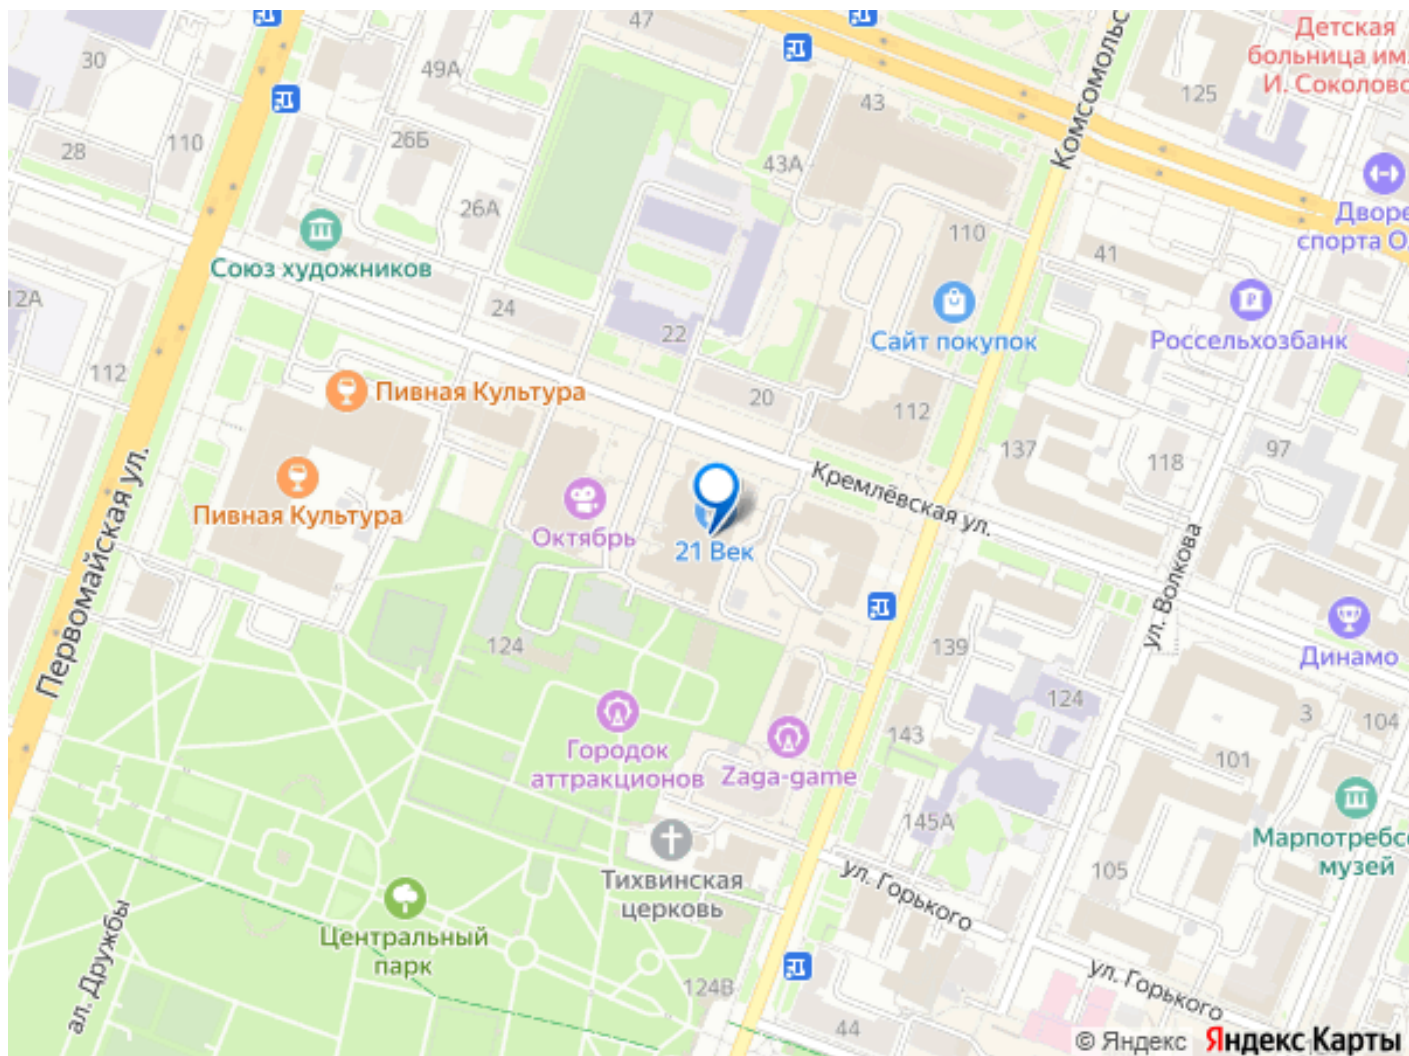 47
Детская
больница им.
И. Соколово
30
49А
125
43
Комсомольс
110
26Б
28
43А
Дворе
спорта О.
26А
110
41
Союз художников
12А
24
22
Сайт покупок
Россельхозбанк
112
Пивная Культура
20
112
137
118
97
Первомайская ул.
Пивная Культура
Октябрь
21 Век
Кремлёвская ул.
ул. Волкова
124
139
Динамо
124
3
104
143
101
Городок
аттракционов
Zaga-game
145А
Марпотребсо
музей
105
Тихвинская
церковь
ул. Горького
Центральный
парк
ал. Дружбы
124В
ул. Горького
44
© Яндекс Яндекс Карты